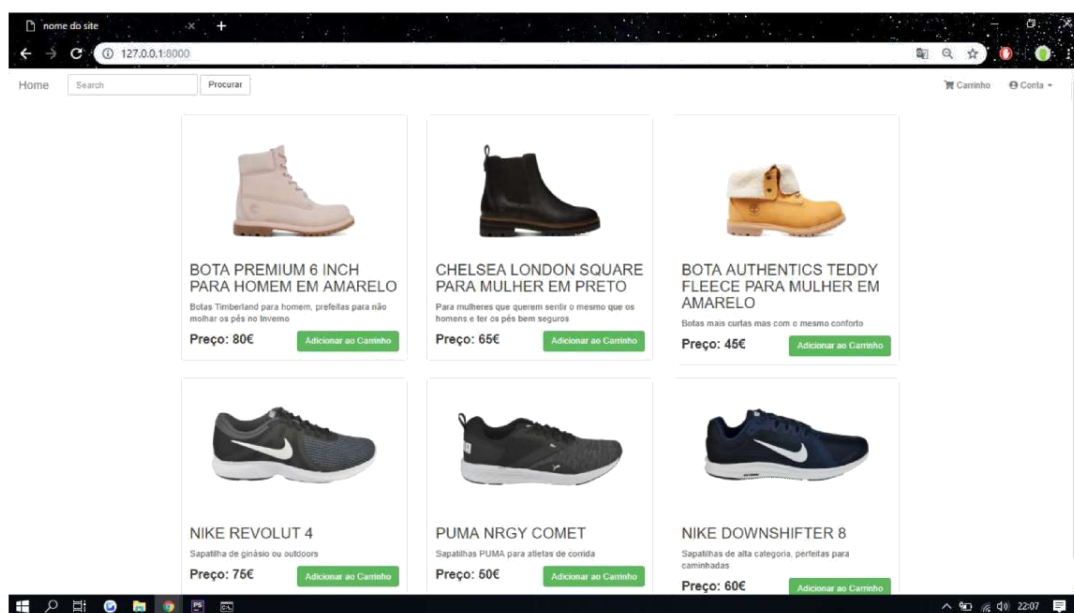 nome do site
127.0.0.1:8000
Home
Search
Procurar
Carrinho
Conta
BOTA PREMIUM 6 INCH
PARA HOMEM EM AMARELO
Botas Timberland para homem, prefeitas para não
molhar os pés no Inverno
Preço: 80€
Adicionar ao Carrinho
CHELSEA LONDON SQUARE
PARA MULHER EM PRETO
Para mulheres que querem sentir o mesmo que os
homens e ter os pés bem seguros
Preço: 65€
Adicionar ao Carrinho
BOTA AUTHENTICS TEDDY
FLEECE PARA MULHER EM
AMARELO
Botas mais curtas mas com o mesmo conforto
Preço: 45€
Adicionar ao Carrinho
NIKE REVOLUT 4
Sapatilha de ginásio ou outdoors
Preço: 75€
Adicionar ao Carrinho
PUMA NRGY COMET
Sapatilhas PUMA para atletas de corrida
Preço: 50€
Adicionar ao Carrinho
NIKE DOWNSHIFTER 8
Sapatilhas de alta categoria, perfeitas para
caminhadas
Preço: 60€
Adicionar ao Carrinho
22:07